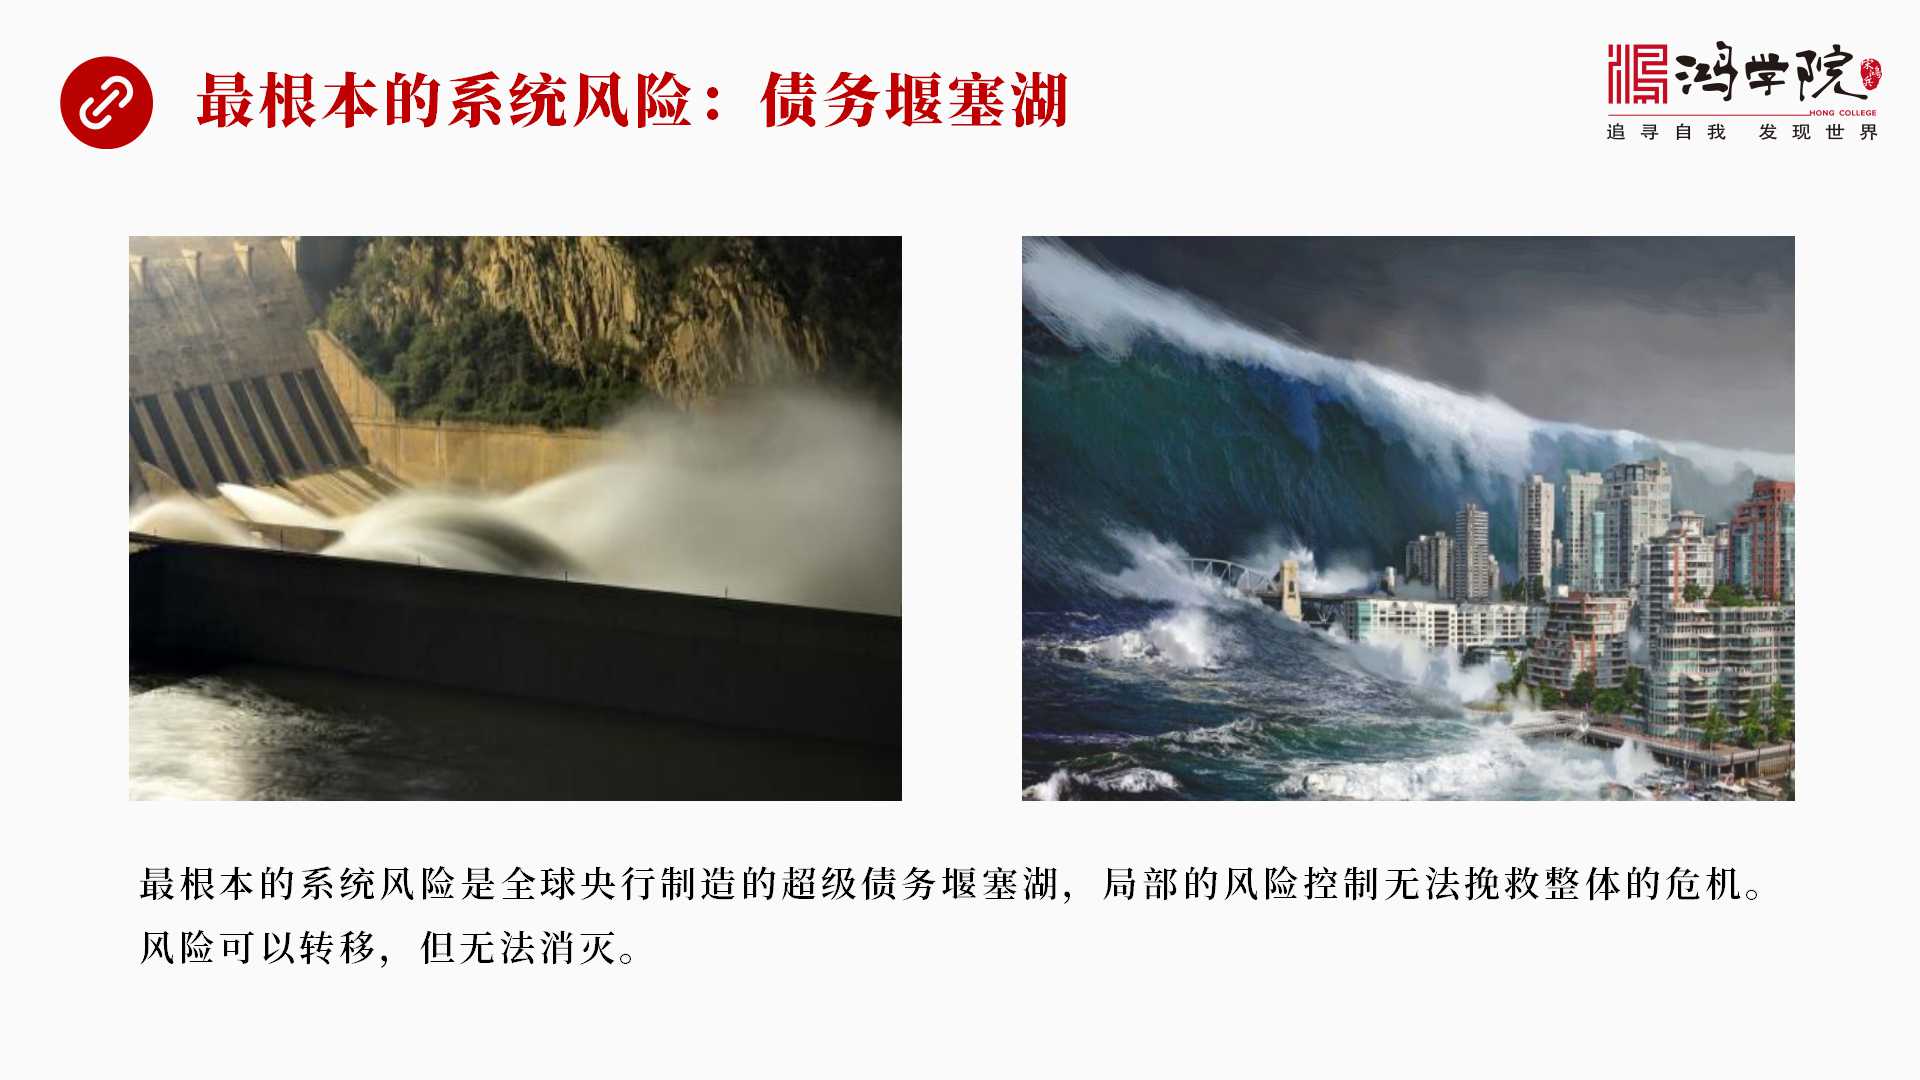 最根本的系统风险：债务堰塞湖
鸿学院
宋鸿兵
HONG COLLEGE
追寻自我 发现世界
最根本的系统风险是全球央行制造的超级债务堰塞湖，局部的风险控制无法挽救整体的危机。
风险可以转移，但无法消灭。